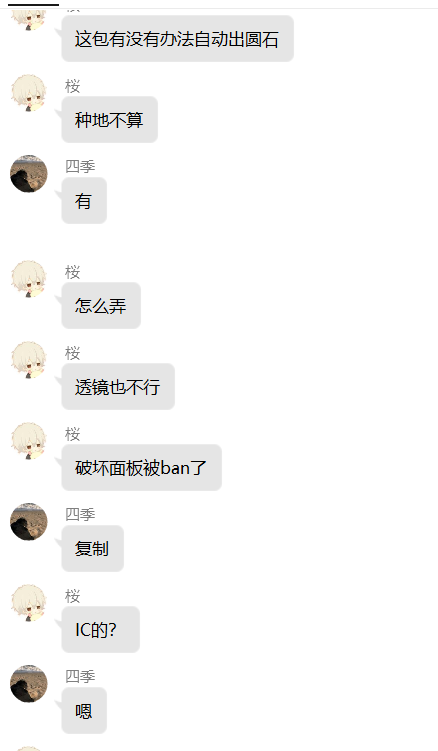 桜
这包有没有办法自动出圆石
桜
种地不算
四季
有
桜
怎么弄
桜
透镜也不行
桜
破坏面板被ban了
四季
复制
桜
IC的？
四季
嗯